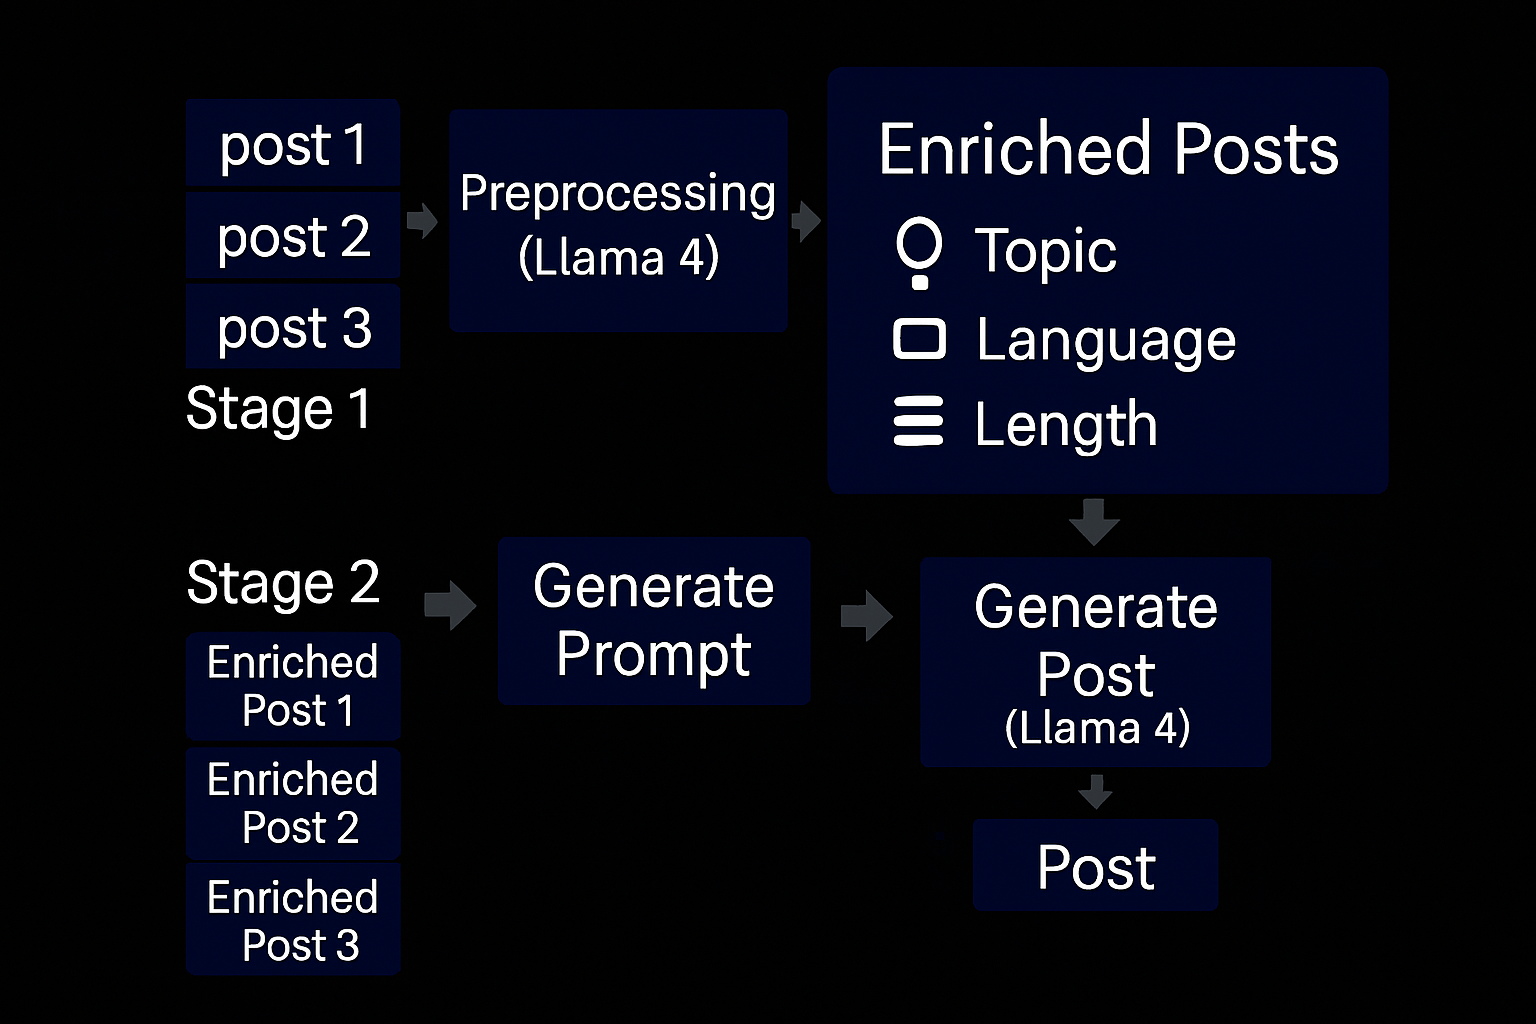 post 1
post 2
post 3
Stage 1
Preprocessing
(Llama 4)
Enriched Posts
Topic
Language
Length
Stage 2
Enriched
Post 1
Enriched
Post 2
Enriched
Post 3
Generate
Prompt
Generate
Post
(Llama 4)
Post